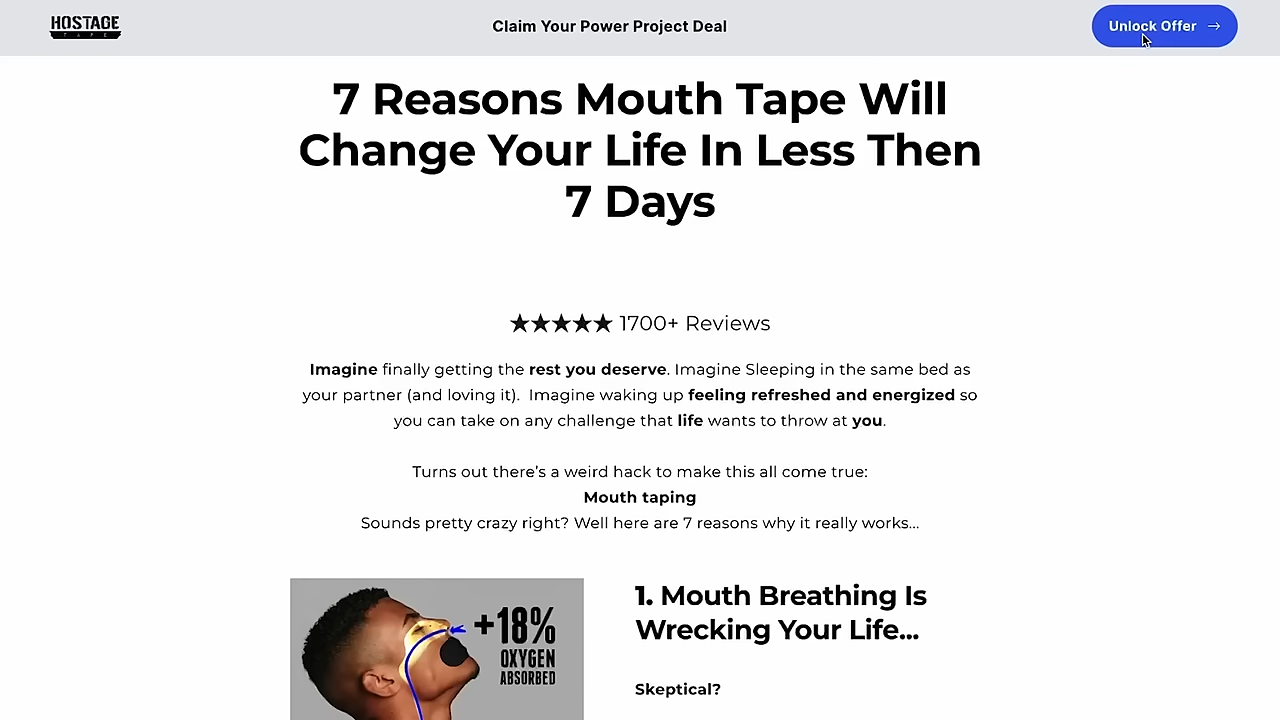 HOSTAGE
TAPE
Claim Your Power Project Deal
Unlock Offer →
7 Reasons Mouth Tape Will
Change Your Life In Less Then
7 Days
★★★★★ 1700+ Reviews
Imagine finally getting the rest you deserve. Imagine Sleeping in the same bed as
your partner (and loving it).  Imagine waking up feeling refreshed and energized so
you can take on any challenge that life wants to throw at you.
Turns out there's a weird hack to make this all come true:
Mouth taping
Sounds pretty crazy right? Well here are 7 reasons why it really works...
+18%
OXYGEN
ABSORBED
1. Mouth Breathing Is
Wrecking Your Life...
Skeptical?